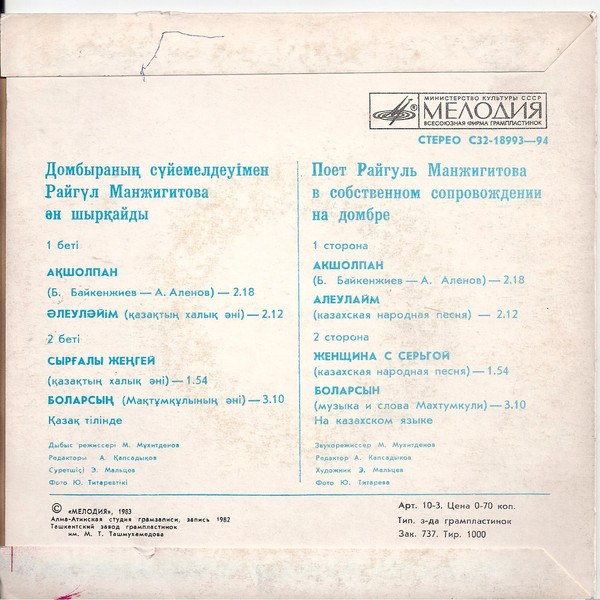 МИНИСТЕРСТВО КУЛЬТУРЫ СССР
МЕЛОДИЯ
ВСЕСОЮЗНАЯ ФИРМА ГРАМПЛАСТИНОК
СТЕРЕО С32-18993—94
Домбыраның сүйемелдеуімен
Райгүл Манжигитова
ән шырқайды
1 беті
АҚШОЛПАН
(Б. Байкенжиев — А. Аленов) — 2.18
ӘЛЕУЛӘЙІМ (қазақтың халық әні) — 2.12
2 беті
СЫРҒАЛЫ ЖЕҢГЕЙ
(қазақтың халық әні) — 1.54
БОЛАРСЫҢ (Мақтұмқұлының әні) — 3.10
Қазақ тілінде
Дыбыс режиссері М. Мухитденов
Редакторы А. Қапсадықов
Суретшісі Э. Мальцев
Фото Ю. Титаревтікі
Поет Райгуль Манжигитова
в собственном сопровождении
на домбре
1 сторона
АКШОЛПАН
(Б. Байкенжиев — А. Аленов) — 2.18
АЛЕУЛАЙМ
(казахская народная песня) — 2.12
2 сторона
ЖЕНЩИНА С СЕРЬГОЙ
(казахская народная песня) — 1.54
БОЛАРСЫН
(музыка и слова Махтумкули) — 3.10
На казахском языке
Звукорежиссер М. Мухитденов
Редактор А. Капсадыков
Художник Э. Мальцев
Фото Ю. Титарева
© «МЕЛОДИЯ», 1983
Алма-Атинская студия грамзаписи, запись 1982
Ташкентский завод грампластинок
им. М. Т. Ташмухамедова
Арт. 10-3. Цена 0-70 коп.
Тип. з-да грампластинок
Зак. 737. Тир. 1000